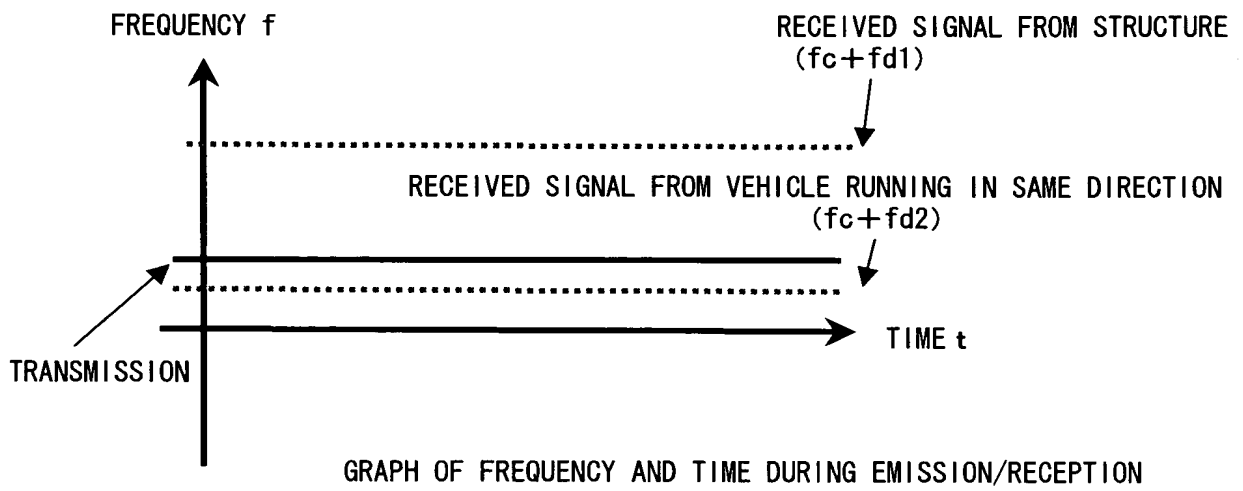 FREQUENCY f
RECEIVED SIGNAL FROM STRUCTURE
(fc+fd1)
RECEIVED SIGNAL FROM VEHICLE RUNNING IN SAME DIRECTION
(fc+fd2)
TIME t
TRANSMISSION
GRAPH OF FREQUENCY AND TIME DURING EMISSION/RECEPTION